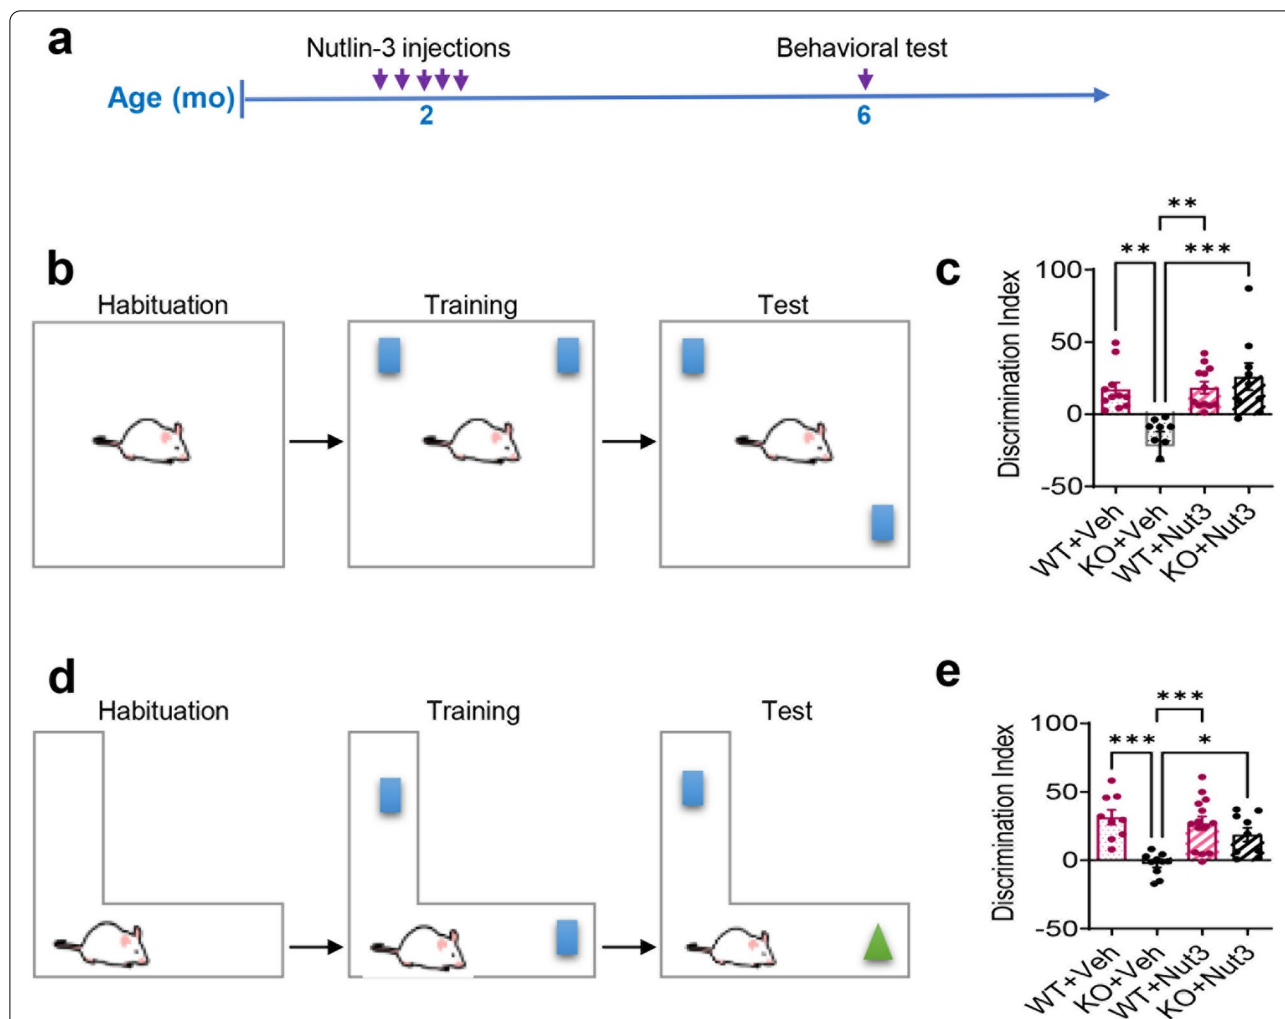 a
Nutlin-3 injections
Behavioral test
Age (mo)
2
6
b
Habituation
Training
Test
c
** 
** ***
100
50
0
-50
Discrimination Index
WT+Veh
KO+Veh
WT+Nut3
KO+Nut3
d
Habituation
Training
Test
e
***
*** *
100
50
0
-50
Discrimination Index
WT+Veh
KO+Veh
WT+Nut3
KO+Nut3